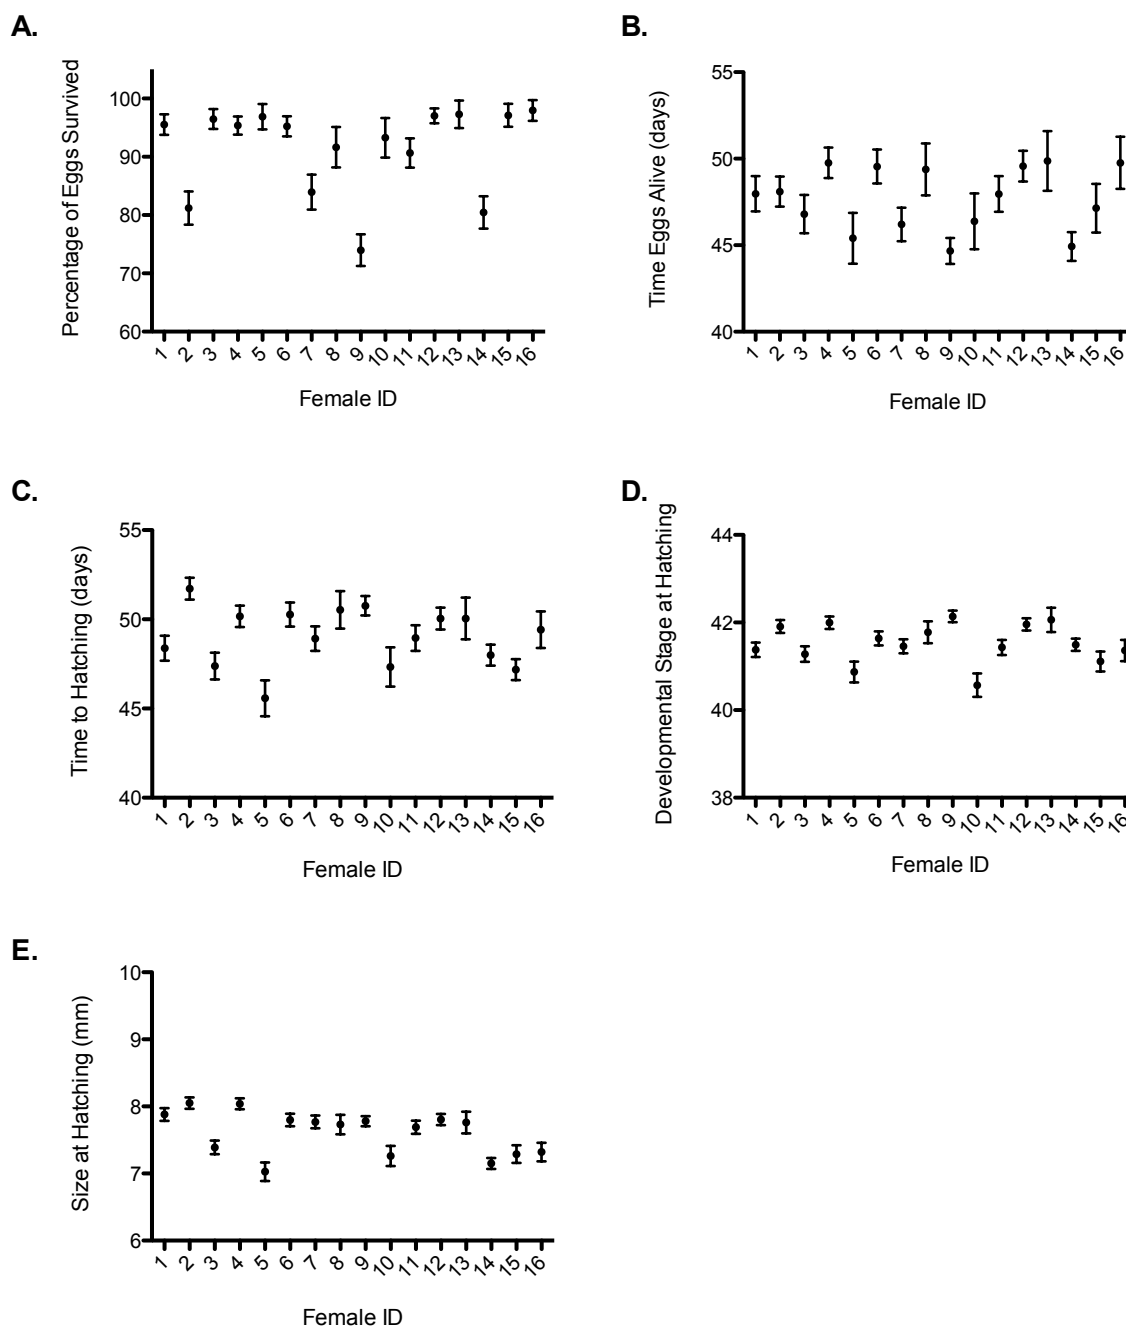 A.
Percentage of Eggs Survived
100
90
80
70
60
1 2 3 4 5 6 7 8 9 10 11 12 13 14 15 16
Female ID
B.
Time Eggs Alive (days)
55
50
45
40
1 2 3 4 5 6 7 8 9 10 11 12 13 14 15 16
Female ID
C.
Time to Hatching (days)
55
50
45
40
1 2 3 4 5 6 7 8 9 10 11 12 13 14 15 16
Female ID
D.
Developmental Stage at Hatching
44
42
40
38
1 2 3 4 5 6 7 8 9 10 11 12 13 14 15 16
Female ID
E.
Size at Hatching (mm)
10
9
8
7
6
1 2 3 4 5 6 7 8 9 10 11 12 13 14 15 16
Female ID